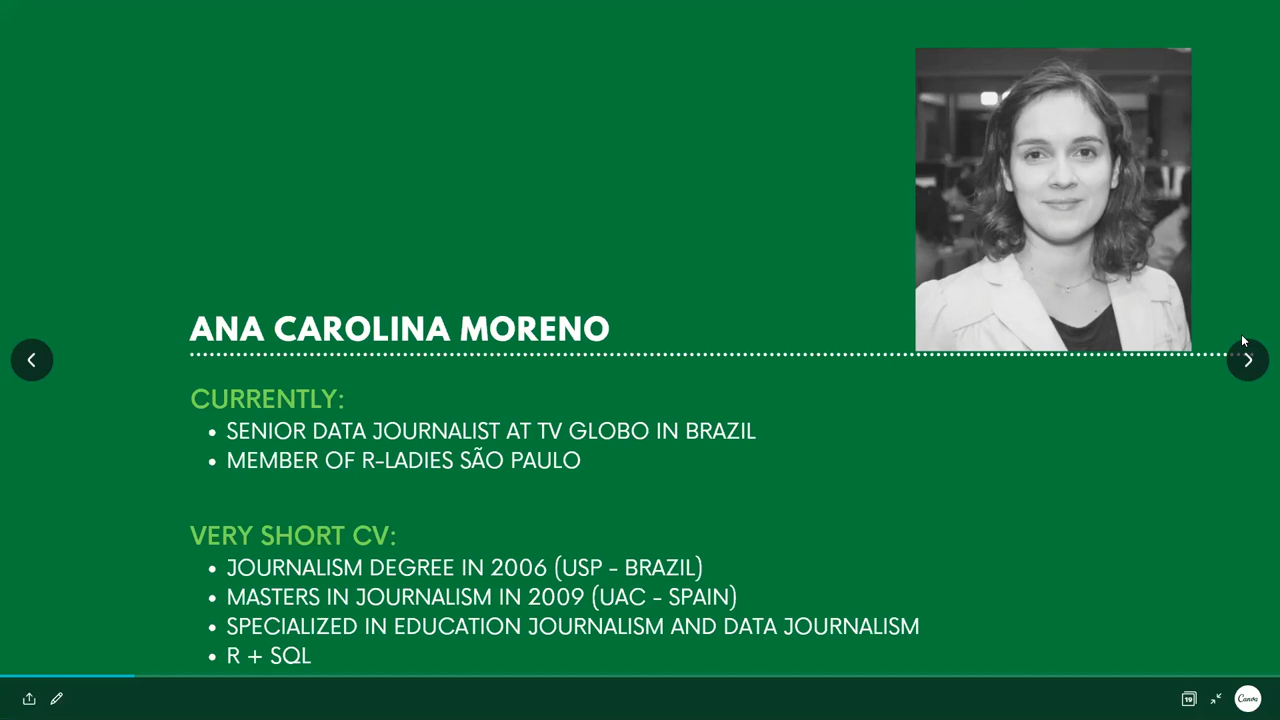 ANA CAROLINA MORENO
CURRENTLY:
• SENIOR DATA JOURNALIST AT TV GLOBO IN BRAZIL
• MEMBER OF R-LADIES SÃO PAULO
VERY SHORT CV:
• JOURNALISM DEGREE IN 2006 (USP - BRAZIL)
• MASTERS IN JOURNALISM IN 2009 (UAC - SPAIN)
• SPECIALIZED IN EDUCATION JOURNALISM AND DATA JOURNALISM
• R + SQL
19
Canva